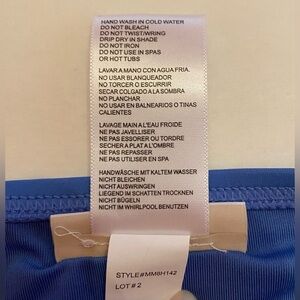 HAND WASH IN COLD WATER
DO NOT BLEACH
DO NOT TWIST/WRING
DRIP DRY IN SHADE
DO NOT IRON
DO NOT USE IN SPAS
OR HOT TUBS
LAVAR A MANO CON AGUA FRIA.
NO USAR BLANQUEADOR
NO TORCER O ESCURRIR
SECAR COLGADO A LA SOMBRA
NO PLANCHAR
NO USAR EN BALNEARIOS O TINAS
CALIENTES
LAVAGE MAIN A L'EAU FROIDE
NE PAS JAVELLISER
NE PAS ESSORER OU TORDRE
SECHER A PLAT A L'OMBRE
NE PAS REPASSER
NE PAS UTILISER EN SPA
HANDWÄSCHE MIT KALTEM WASSER
NICHT BLEICHEN
NICHT AUSWRINGEN
LIEGEND IM SCHATTEN TROCKNEN
NICHT BÜGELN
NICHT IM WHIRLPOOL BENUTZEN
STYLE#MM6H142
LOT # 2